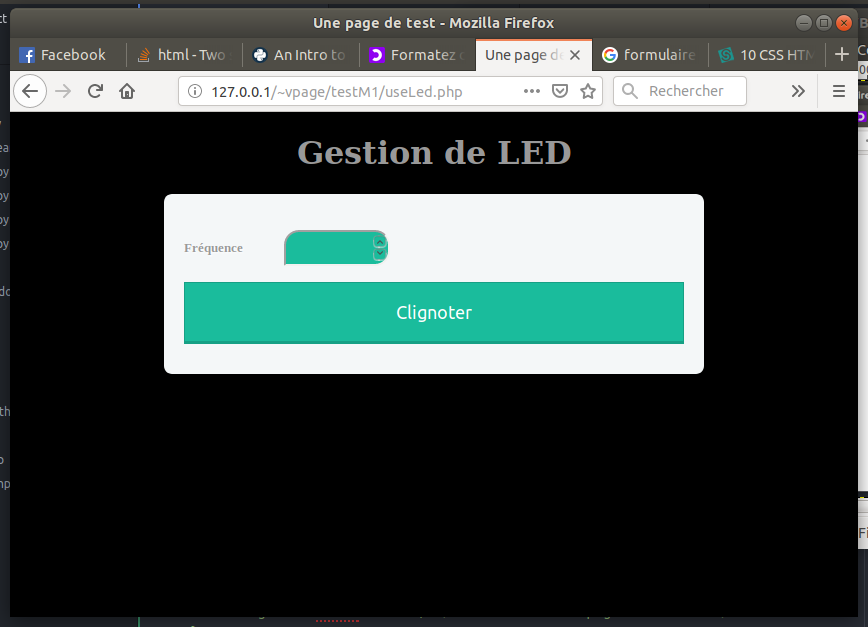 Une page de test - Mozilla Firefox
Facebook
html - Two
An Intro to
Formatez
Une page de
formulaire
10 CSS HTM
127.0.0.1/~vpage/testM1/useLed.php
Rechercher
Gestion de LED
Fréquence
Clignoter